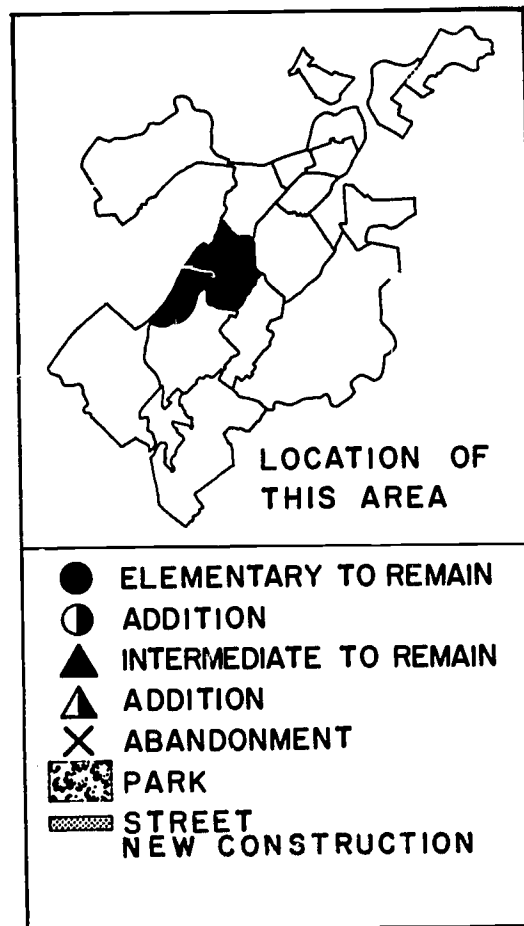 LOCATION OF
THIS AREA
ELEMENTARY TO REMAIN
ADDITION
INTERMEDIATE TO REMAIN
ADDITION
ABANDONMENT
PARK
STREET
NEW CONSTRUCTION